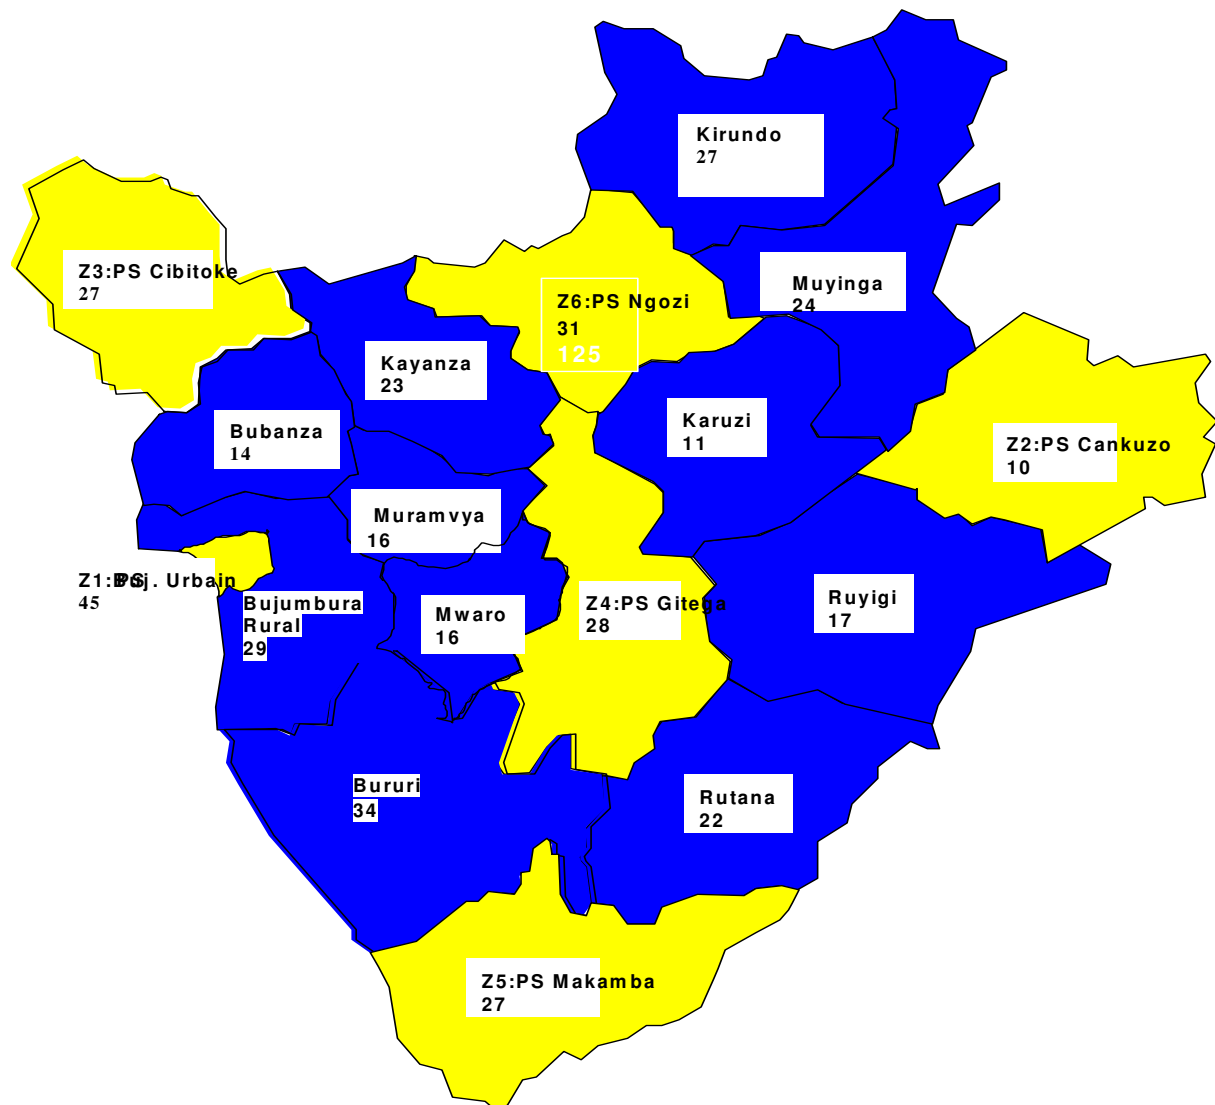 Kirundo
27
Z3:PS Cibitoke
27
Muyinga
24
Z6:PS Ngozi
31
125
Kayanza
23
Karuzi
11
Bubanza
14
Z2:PS Cankuzo
10
Muramvya
16
Z1: Buj. Urbain
45
Bujumbura
Rural
29
Mwaro
16
Z4:PS Gitega
28
Ruyigi
17
Bururi
34
Rutana
22
Z5:PS Makamba
27